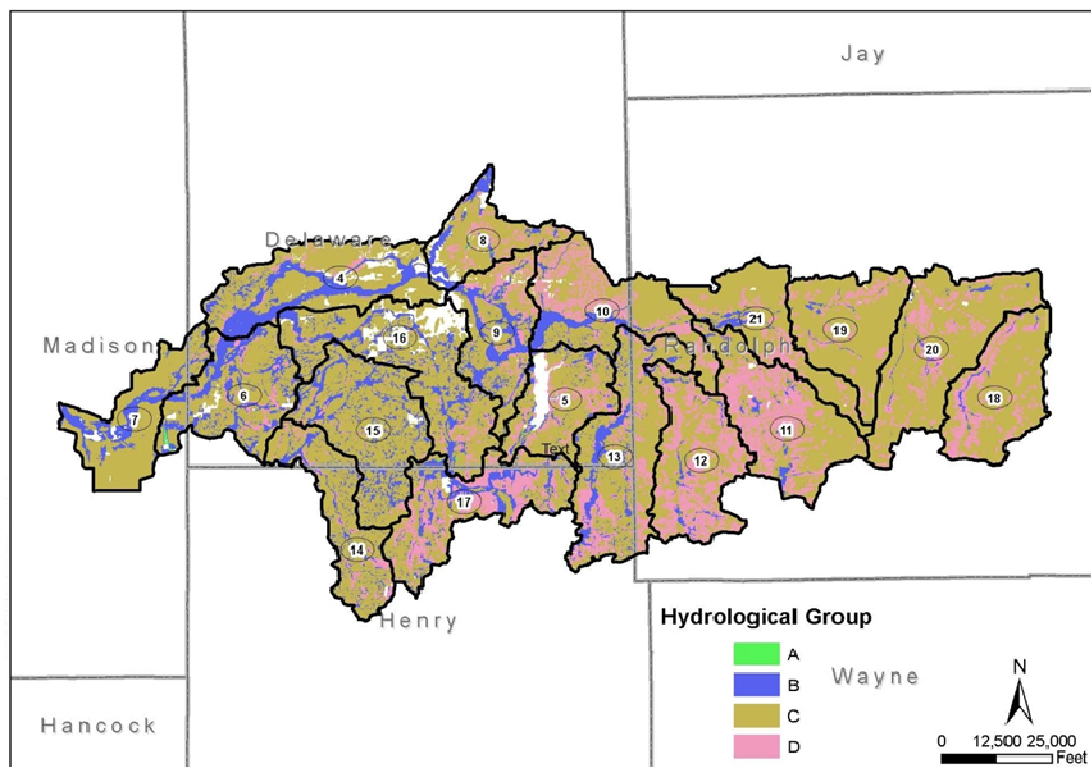 Jay
Delaware
8
4
10
21
19
16
9
Madison
Randolph
20
6
5
18
7
15
11
Text
13
12
17
14
Henry
Hydrological Group
A
B
C
D
Wayne
Hancock
N
0 12,500 25,000
Feet